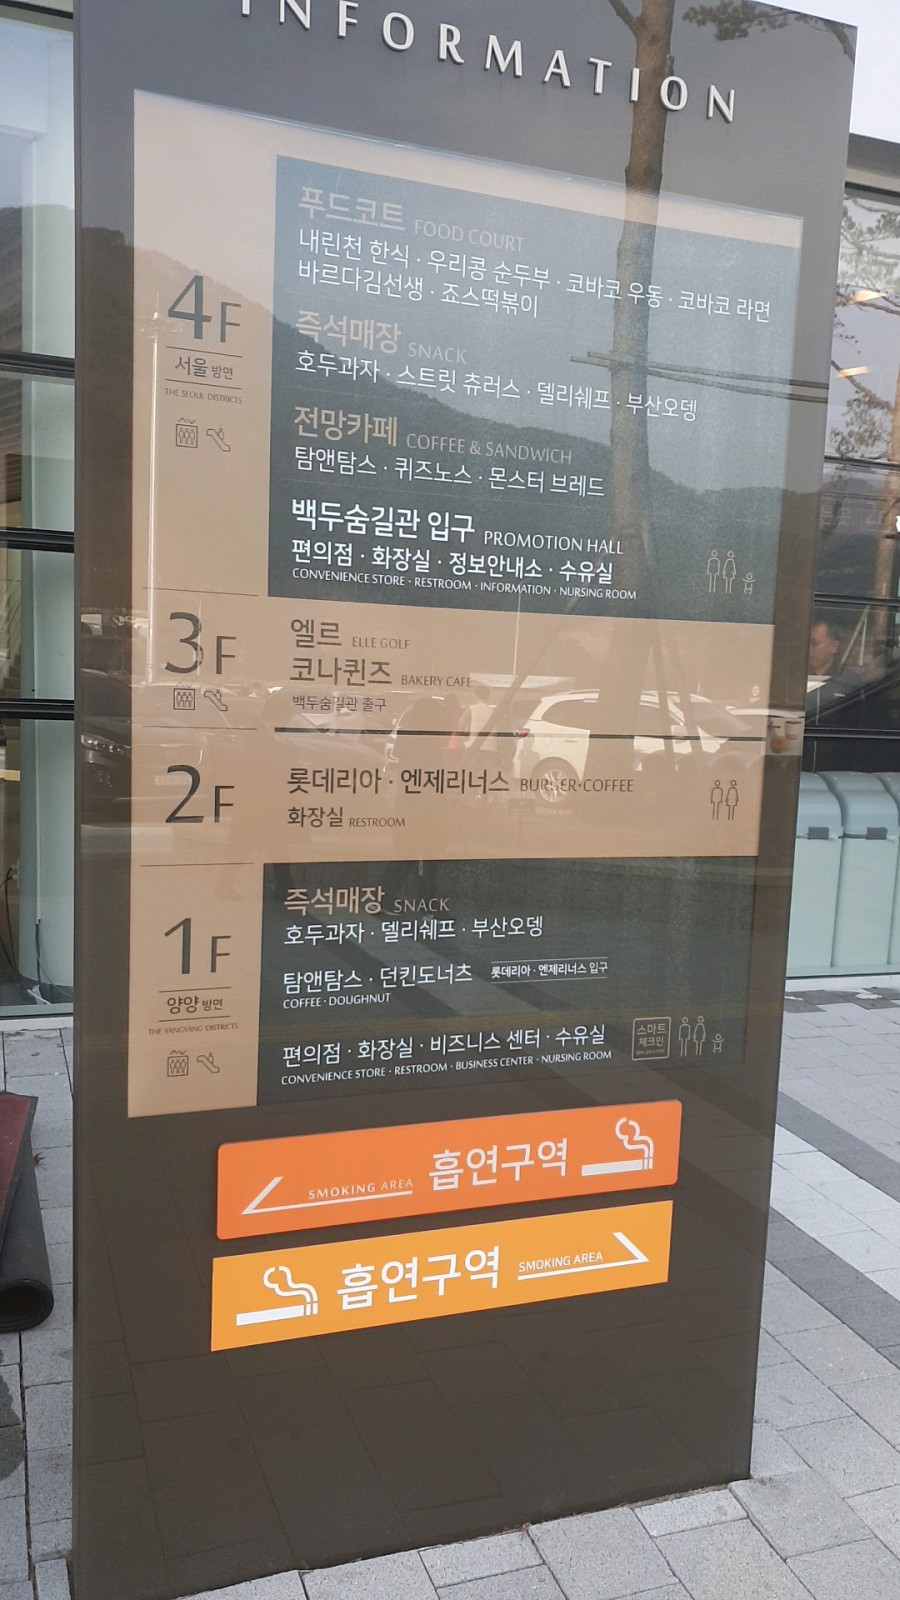 INFORMATION
4F
서울 방면
THE SEOUL DISTRICTS
푸드코트 FOOD COURT
내린천 한식 · 우리콩 순두부 · 코바코 우동 · 코바코 라면
바르다김선생 · 죠스떡볶이
즉석매장 SNACK
호두과자 · 스트릿 츄러스 · 델리쉐프 · 부산오뎅
전망카페 COFFEE & SANDWICH
탐앤탐스 · 퀴즈노스 · 몬스터 브레드
백두숨길관 입구 PROMOTION HALL
편의점 · 화장실 · 정보안내소 · 수유실
CONVENIENCE STORE · RESTROOM · INFORMATION · NURSING ROOM
3F
엘르 ELLE GOLF
코나퀸즈 BAKERY CAFE
백두숨길관 출구
2F
롯데리아 · 엔제리너스 BURGER·COFFEE
화장실 RESTROOM
1F
양양 방면
THE YANGYANG DISTRICTS
즉석매장 SNACK
호두과자 · 델리쉐프 · 부산오뎅
탐앤탐스 · 던킨도너츠 롯데리아 · 엔제리너스 입구
COFFEE · DOUGHNUT
편의점 · 화장실 · 비즈니스 센터 · 수유실
CONVENIENCE STORE · RESTROOM · BUSINESS CENTER · NURSING ROOM
스마트
체크인
SMOKING AREA 흡연구역
흡연구역 SMOKING AREA